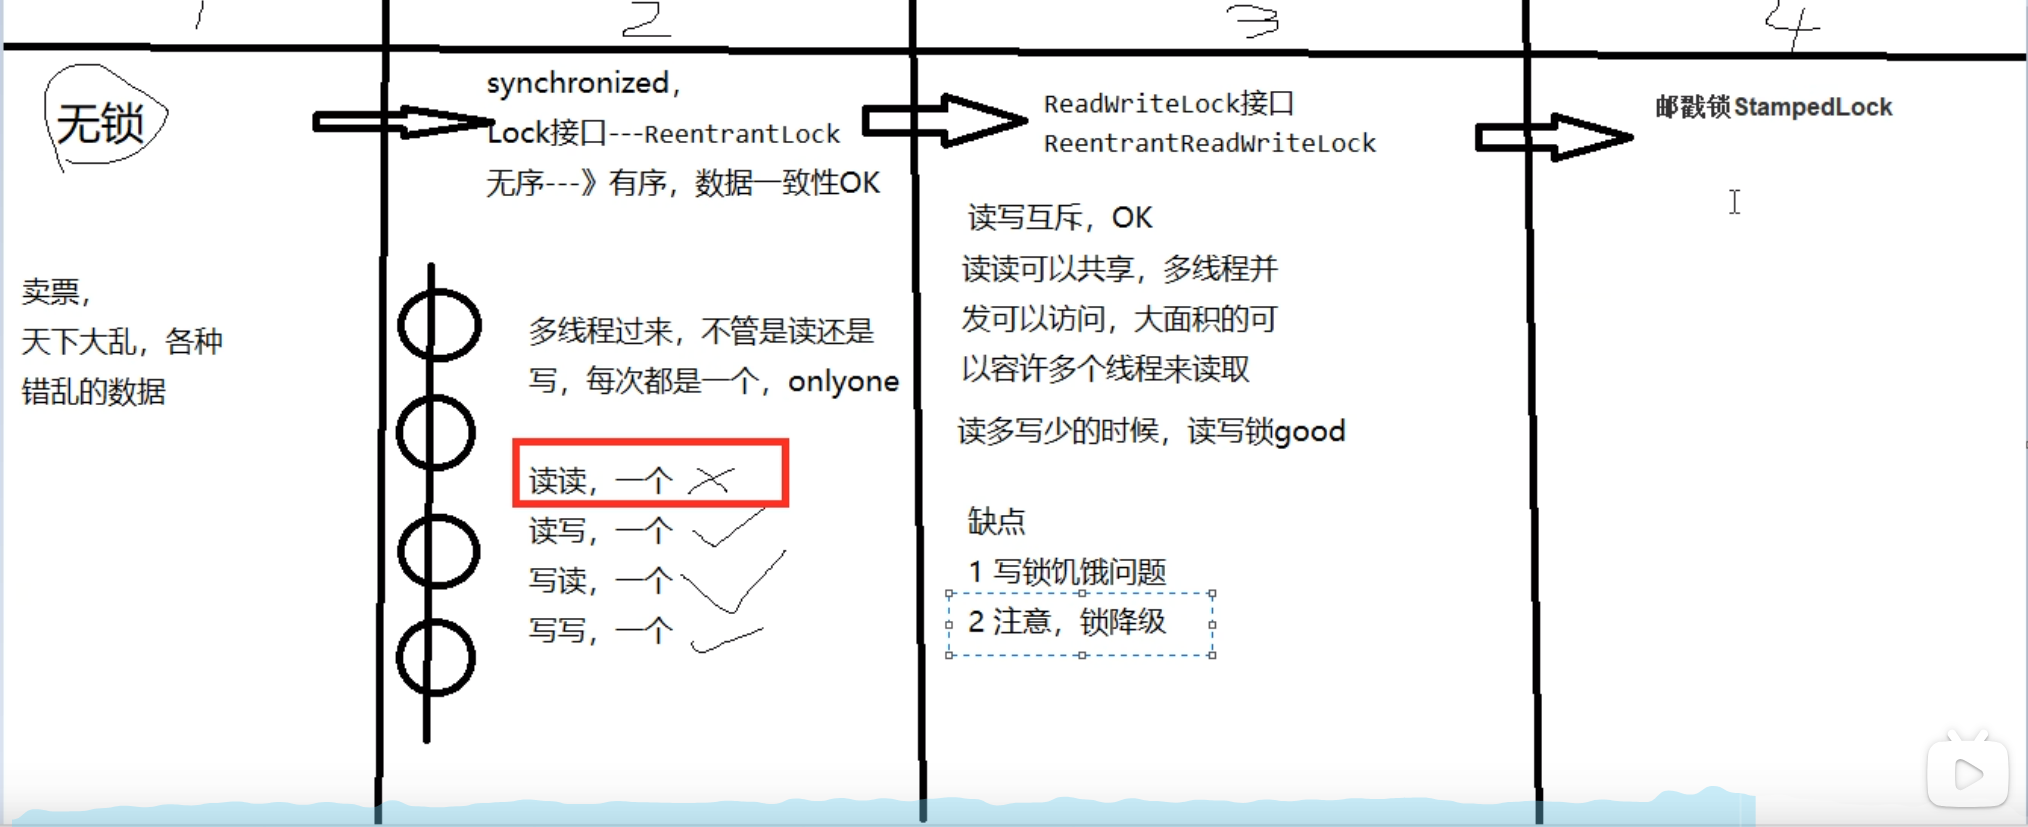 1
2
3
4
无锁
卖票，
天下大乱，各种
错乱的数据
synchronized，
Lock接口---ReentrantLock
无序---》有序，数据一致性OK
多线程过来，不管是读还是
写，每次都是一个，onlyone
读读，一个
读写，一个
写读，一个
写写，一个
ReadWriteLock接口
ReentrantReadWriteLock
读写互斥，OK
读读可以共享，多线程并
发可以访问，大面积的可
以容许多个线程来读取
读多写少的时候，读写锁good
缺点
1 写锁饥饿问题
2 注意，锁降级
邮戳锁StampedLock